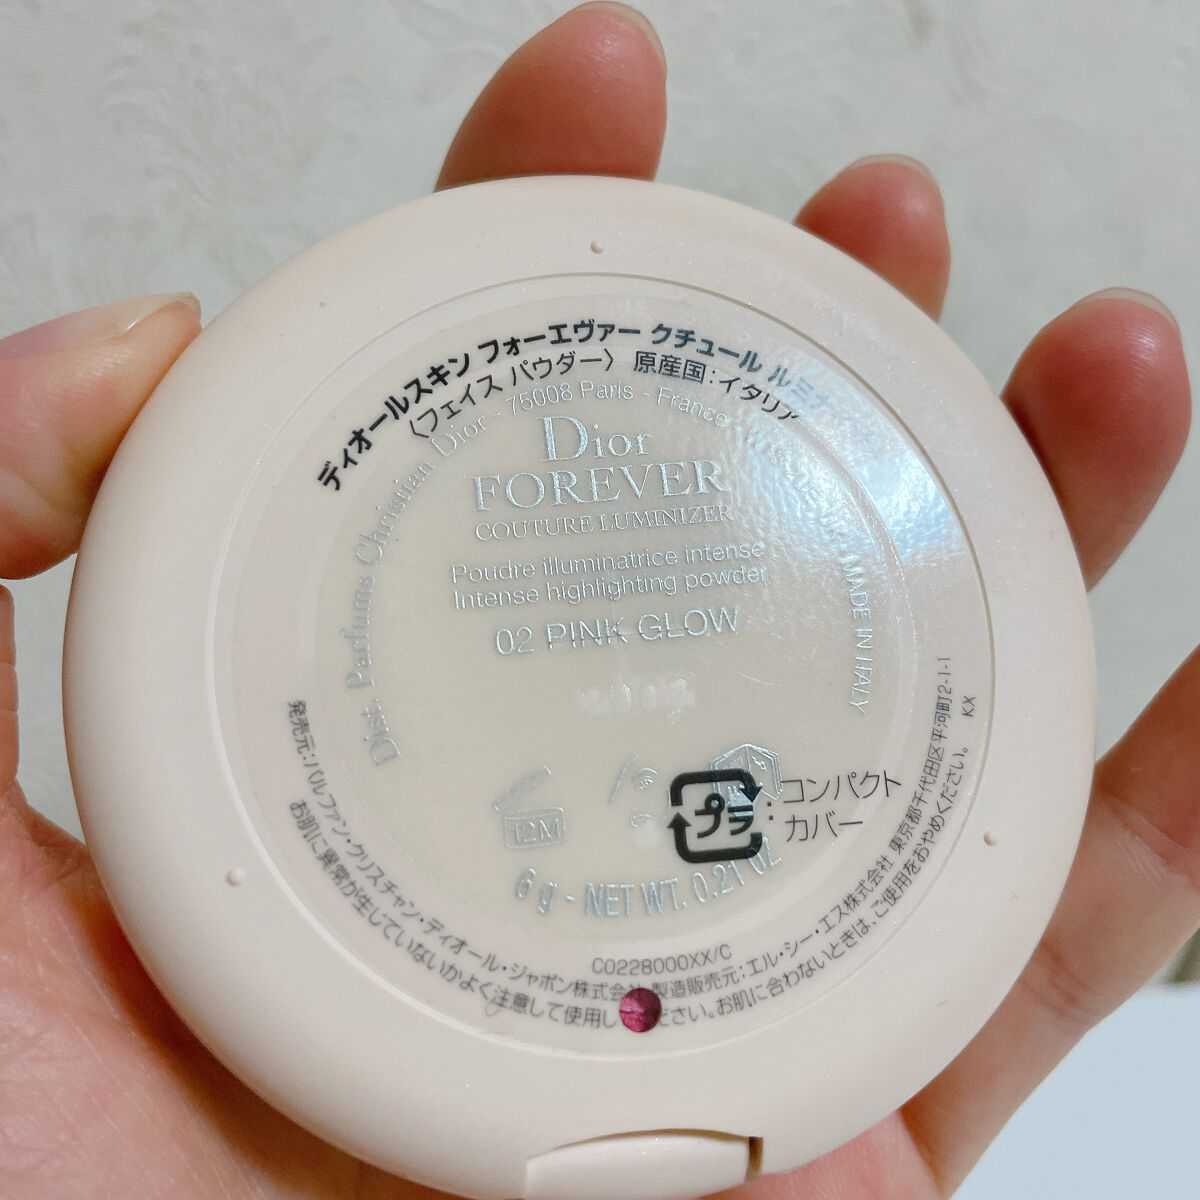 ディオールスキン フォーエヴァー クチュール ルミナ
〈フェイス パウダー〉 原産国：イタリア
Dist. Parfums Christian Dior - 75008 Paris - France
MADE IN ITALY
Dior
FOREVER
COUTURE LUMINIZER
Poudre illuminatrice intense
Intense highlighting powder
02 PINK GLOW
12M
プラ
：コンパクト
カバー
6 g - NET WT. 0.21 OZ
C0228000XX/C
発売元：パルファン・クリスチャン・ディオール・ジャポン株式会社 製造販売元：エル・シー・エス株式会社 東京都千代田区平河町2-1-1
お肌に異常が生じていないかよく注意して使用し ださい。お肌に合わないときは、ご使用をおやめください。 KX